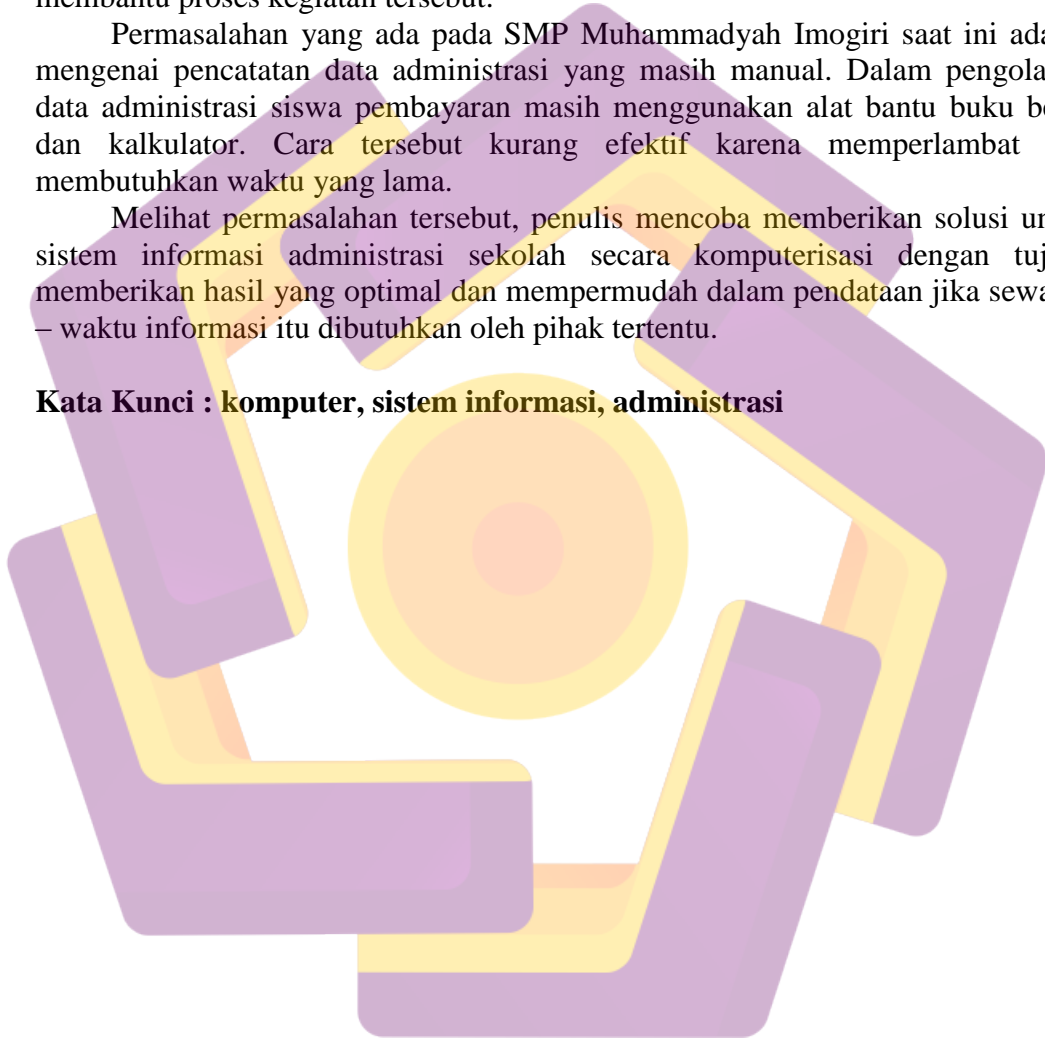 membantu proses kegiatan tersebut.
Permasalahan yang ada pada SMP Muhammadyah Imogiri saat ini ada
mengenai pencatatan data administrasi yang masih manual. Dalam pengola
data administrasi siswa pembayaran masih menggunakan alat bantu buku be
dan kalkulator. Cara tersebut kurang efektif karena memperlambat
membutuhkan waktu yang lama.
Melihat permasalahan tersebut, penulis mencoba memberikan solusi un
sistem informasi administrasi sekolah secara komputerisasi dengan tuj
memberikan hasil yang optimal dan mempermudah dalam pendataan jika sewa
– waktu informasi itu dibutuhkan oleh pihak tertentu.
Kata Kunci : komputer, sistem informasi, administrasi